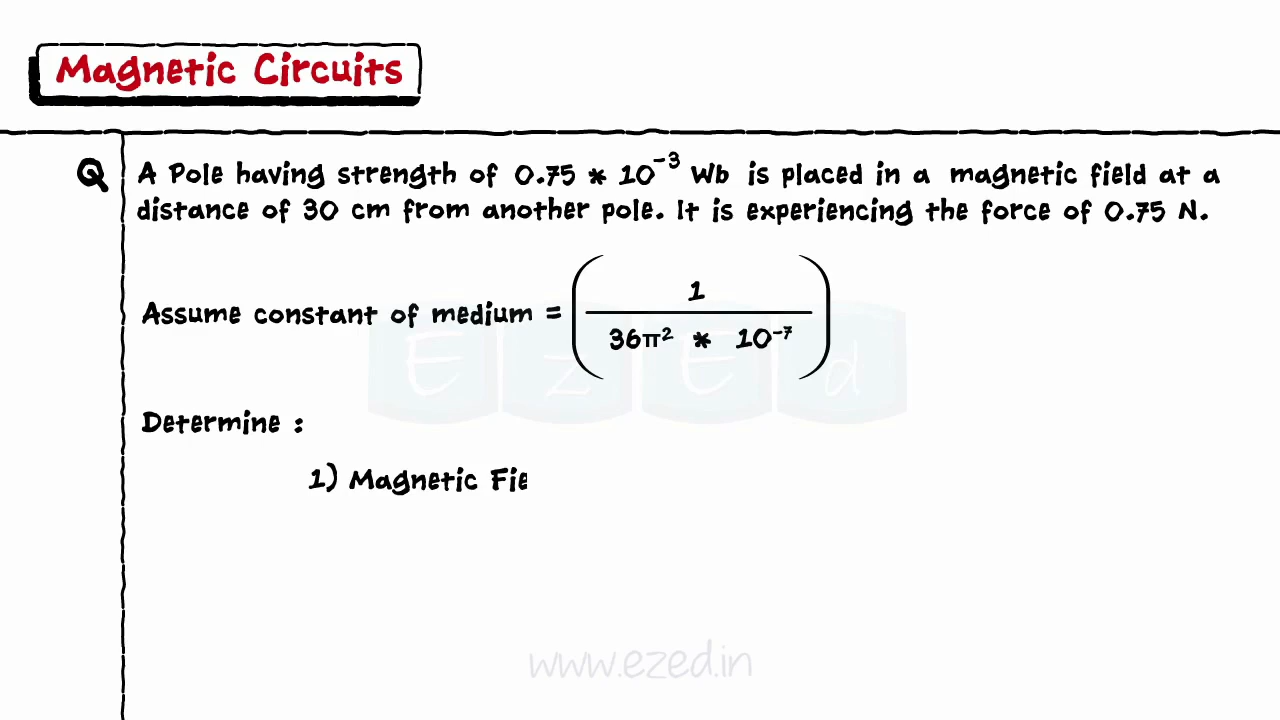 Magnetic Circuits
Q A Pole having strength of 0.75 * 10⁻³ Wb is placed in a magnetic field at a
distance of 30 cm from another pole. It is experiencing the force of 0.75 N.
Assume constant of medium = ( 1 / 36π² * 10⁻⁷ )
EzEd
Determine :
1) Magnetic Fie
www.ezed.in